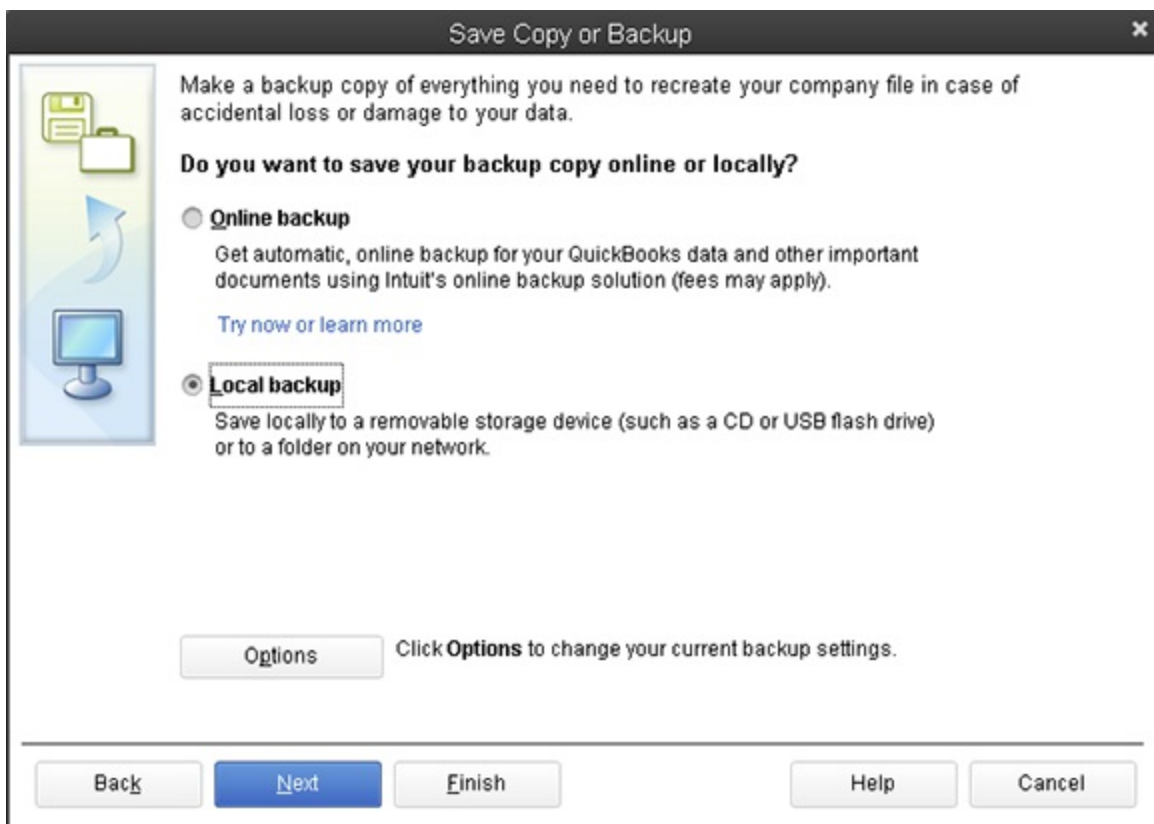 Save Copy or Backup
Make a backup copy of everything you need to recreate your company file in case of
accidental loss or damage to your data.
Do you want to save your backup copy online or locally?
Online backup
Get automatic, online backup for your QuickBooks data and other important
documents using Intuit's online backup solution (fees may apply).
Try now or learn more
Local backup
Save locally to a removable storage device (such as a CD or USB flash drive)
or to a folder on your network.
Options
Click Options to change your current backup settings.
Back
Next
Finish
Help
Cancel